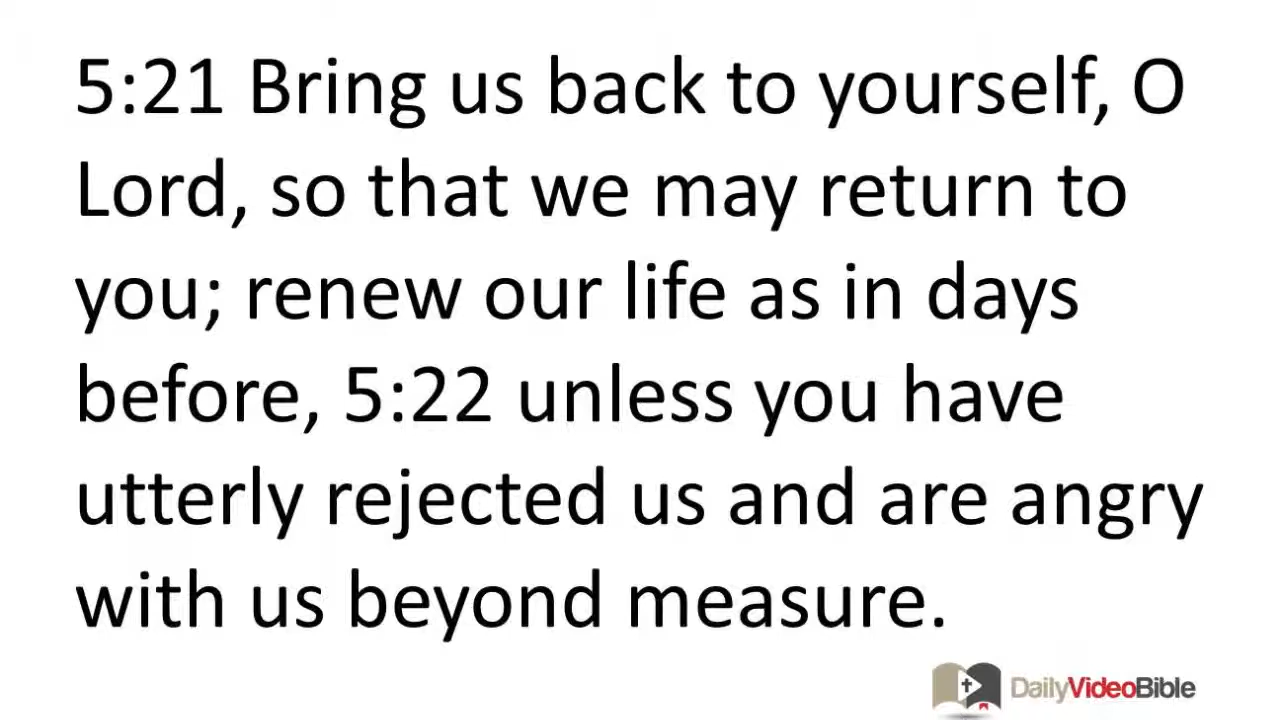 5:21 Bring us back to yourself, O
Lord, so that we may return to
you; renew our life as in days
before, 5:22 unless you have
utterly rejected us and are angry
with us beyond measure.
DailyVideoBible